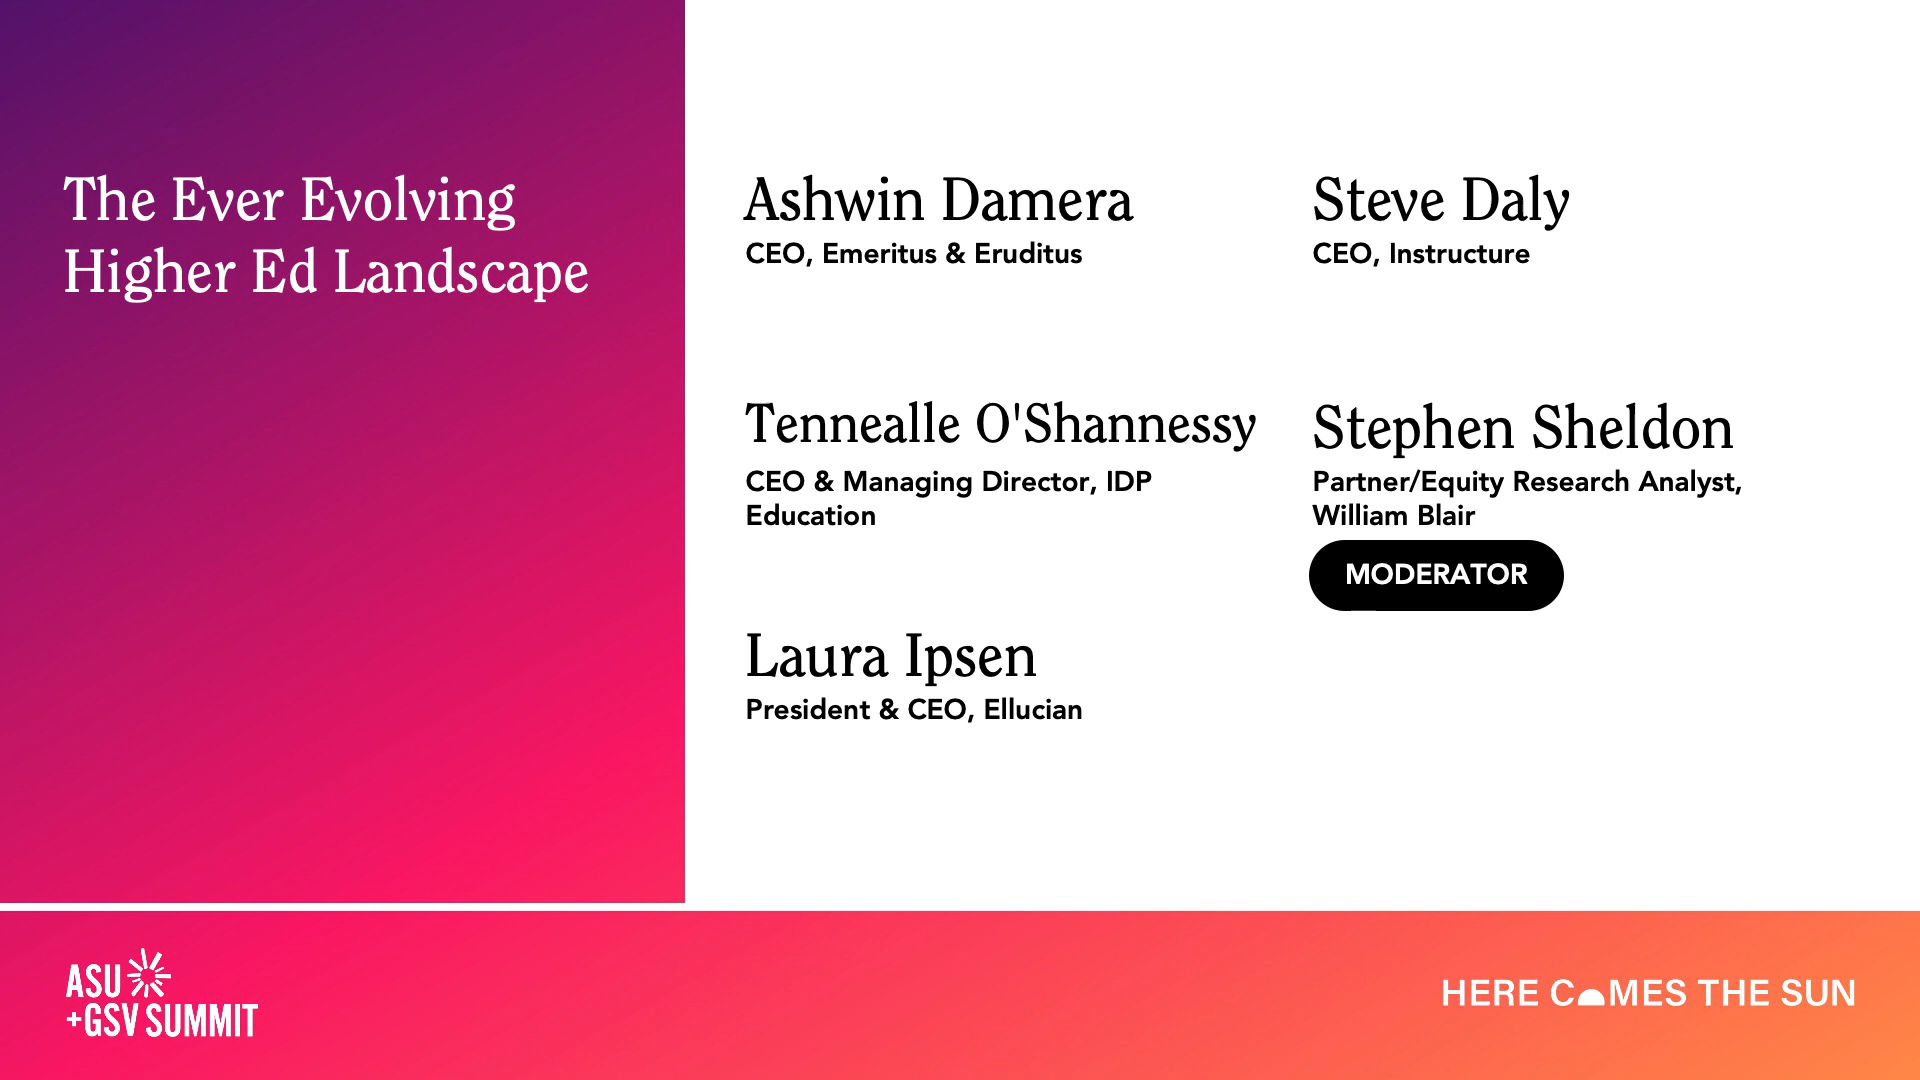 The Ever Evolving
Higher Ed Landscape
Ashwin Damera
CEO, Emeritus & Eruditus
Steve Daly
CEO, Instructure
Tennealle O'Shannessy
CEO & Managing Director, IDP
Education
Stephen Sheldon
Partner/Equity Research Analyst,
William Blair
MODERATOR
Laura Ipsen
President & CEO, Ellucian
ASU
+GSV SUMMIT
HERE COMES THE SUN